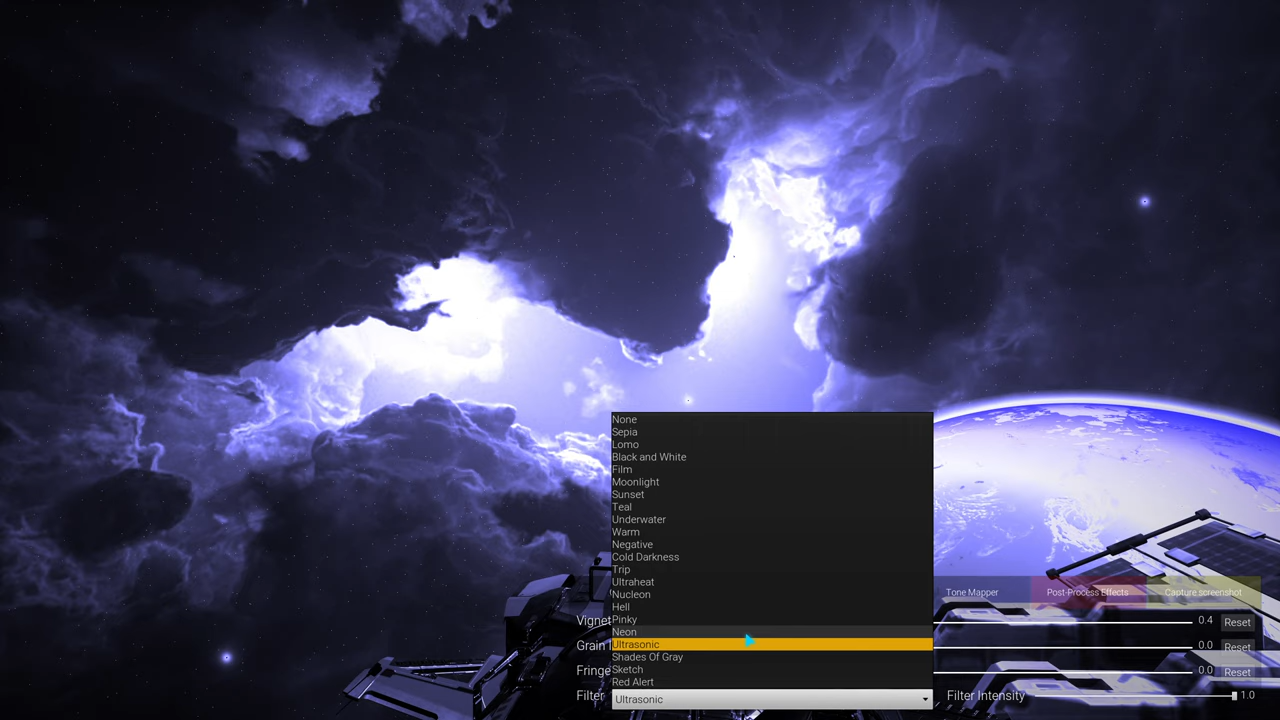 None
Sepia
Lomo
Black and White
Film
Moonlight
Sunset
Teal
Underwater
Warm
Negative
Cold Darkness
Trip
Ultraheat
Nucleon
Hell
Pinky
Neon
Ultrasonic
Shades Of Gray
Sketch
Red Alert
Tone Mapper Post-Process Effects Capture screenshot
0.4 Reset
Grain 0.0 Reset
Fringe 0.0 Reset
Filter Ultrasonic Filter Intensity 1.0